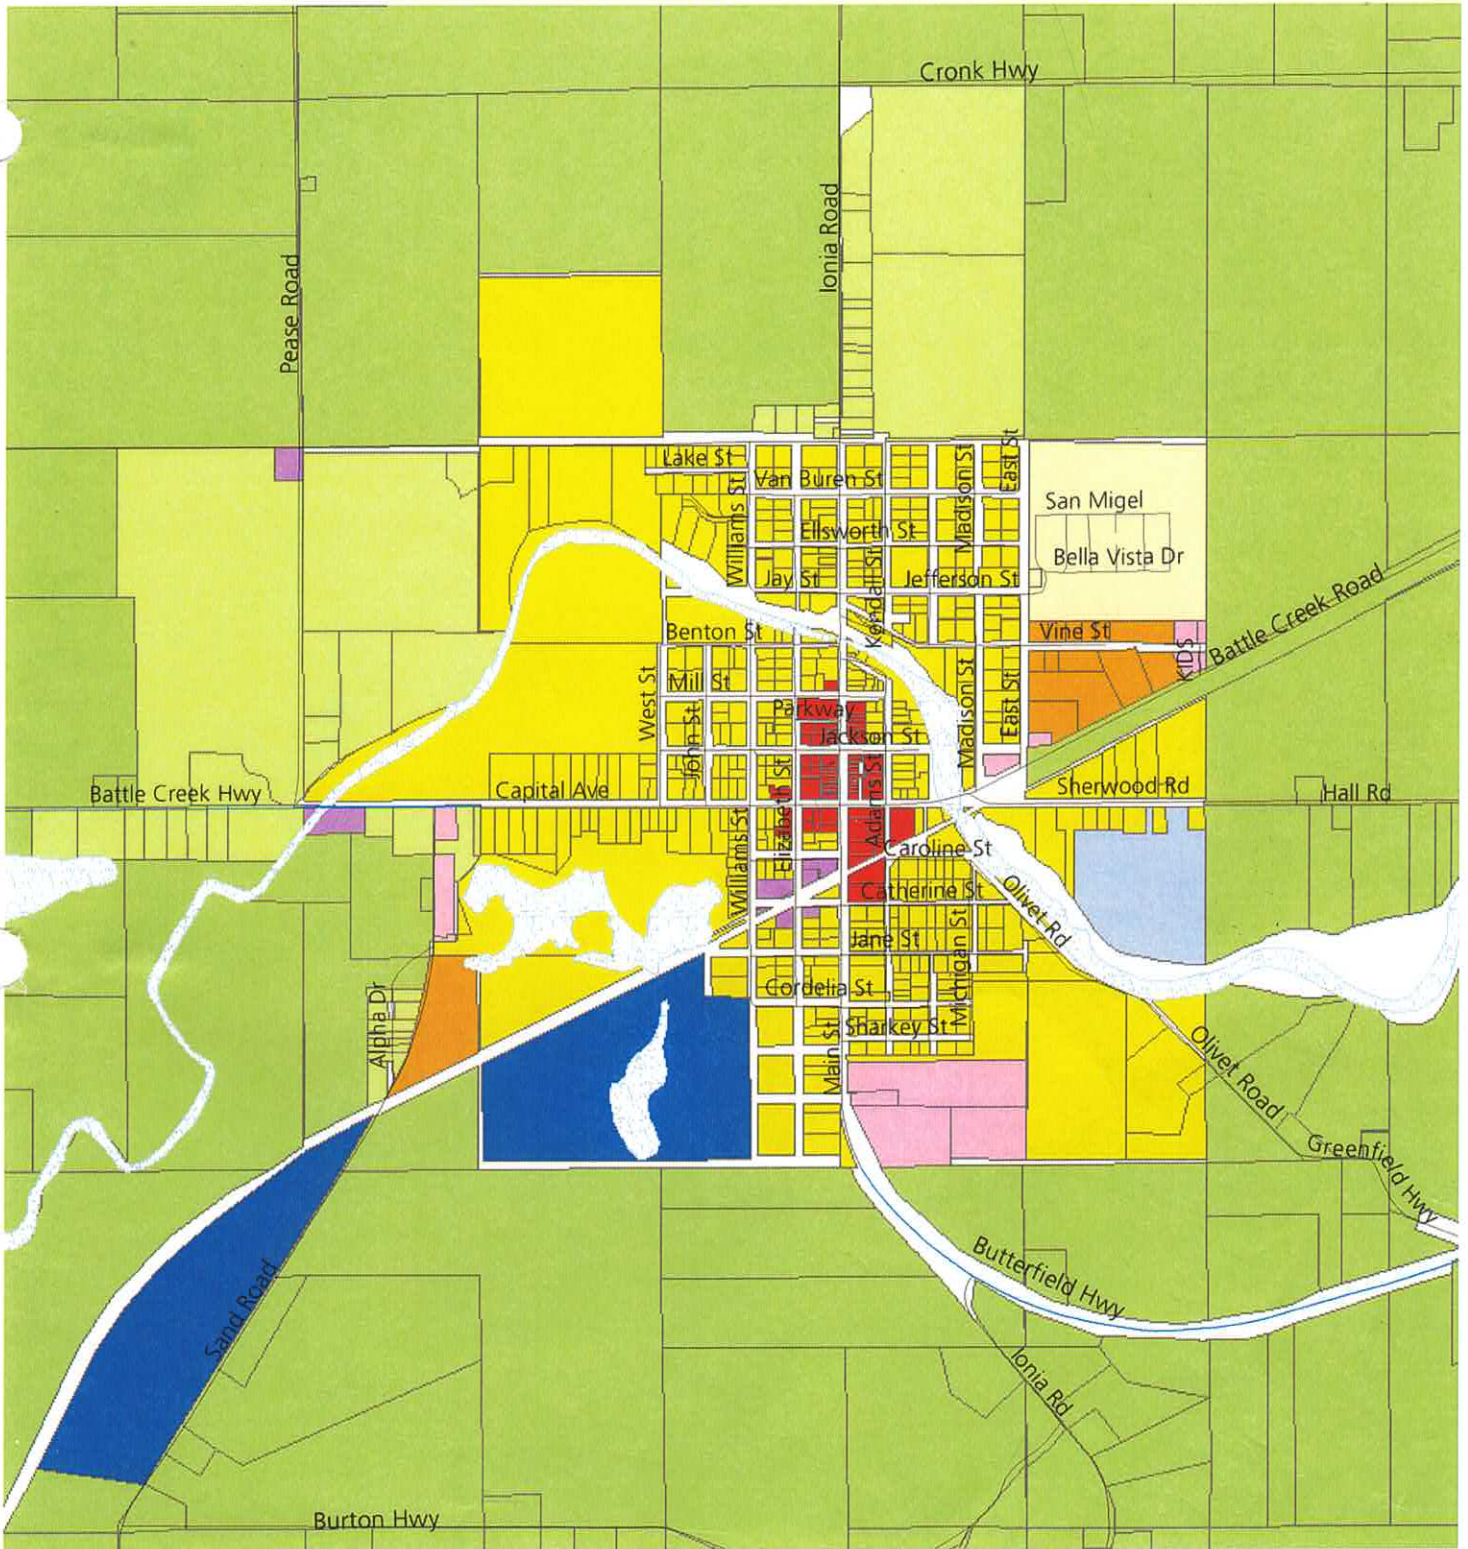 Cronk Hwy
Ionia Road
Pease Road
Lake St
Van Buren St
Williams St
Madison St
East St
San Migel
Ellsworth St
Bella Vista Dr
Jay St
Kendall St
Jefferson St
Battle Creek Road
Benton St
Vine St
KIDS
West St
Mill St
Madison St
East St
John St
Parkway
Jackson St
Battle Creek Hwy
Capital Ave
Elizabeth St
Adams St
Sherwood Rd
Hall Rd
Williams St
Caroline St
Catherine St
Olivet Rd
Jane St
Michigan St
Alpha Dr
Cordelia St
Main St
Sharkey St
Olivet Road
Greenfield Hwy
Butterfield Hwy
Sand Road
Ionia Rd
Burton Hwy